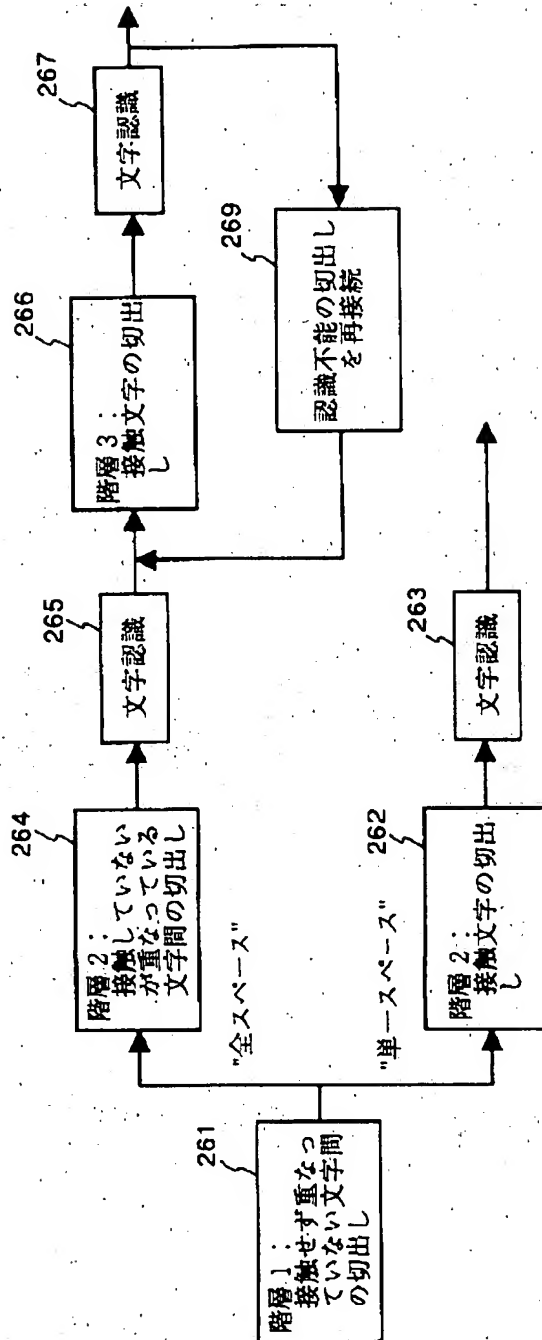 261
階層 1 :
接触せず重なっ
ていない文字間
の切出し
"全スペース"
"単一スペース"
264
階層 2 :
接触していない
が重なっている
文字間の切出し
265
文字認識
266
階層 3 :
接触文字の切出
し
267
文字認識
269
認識不能の切出し
を再接続
262
階層 2 :
接触文字の切出
し
263
文字認識